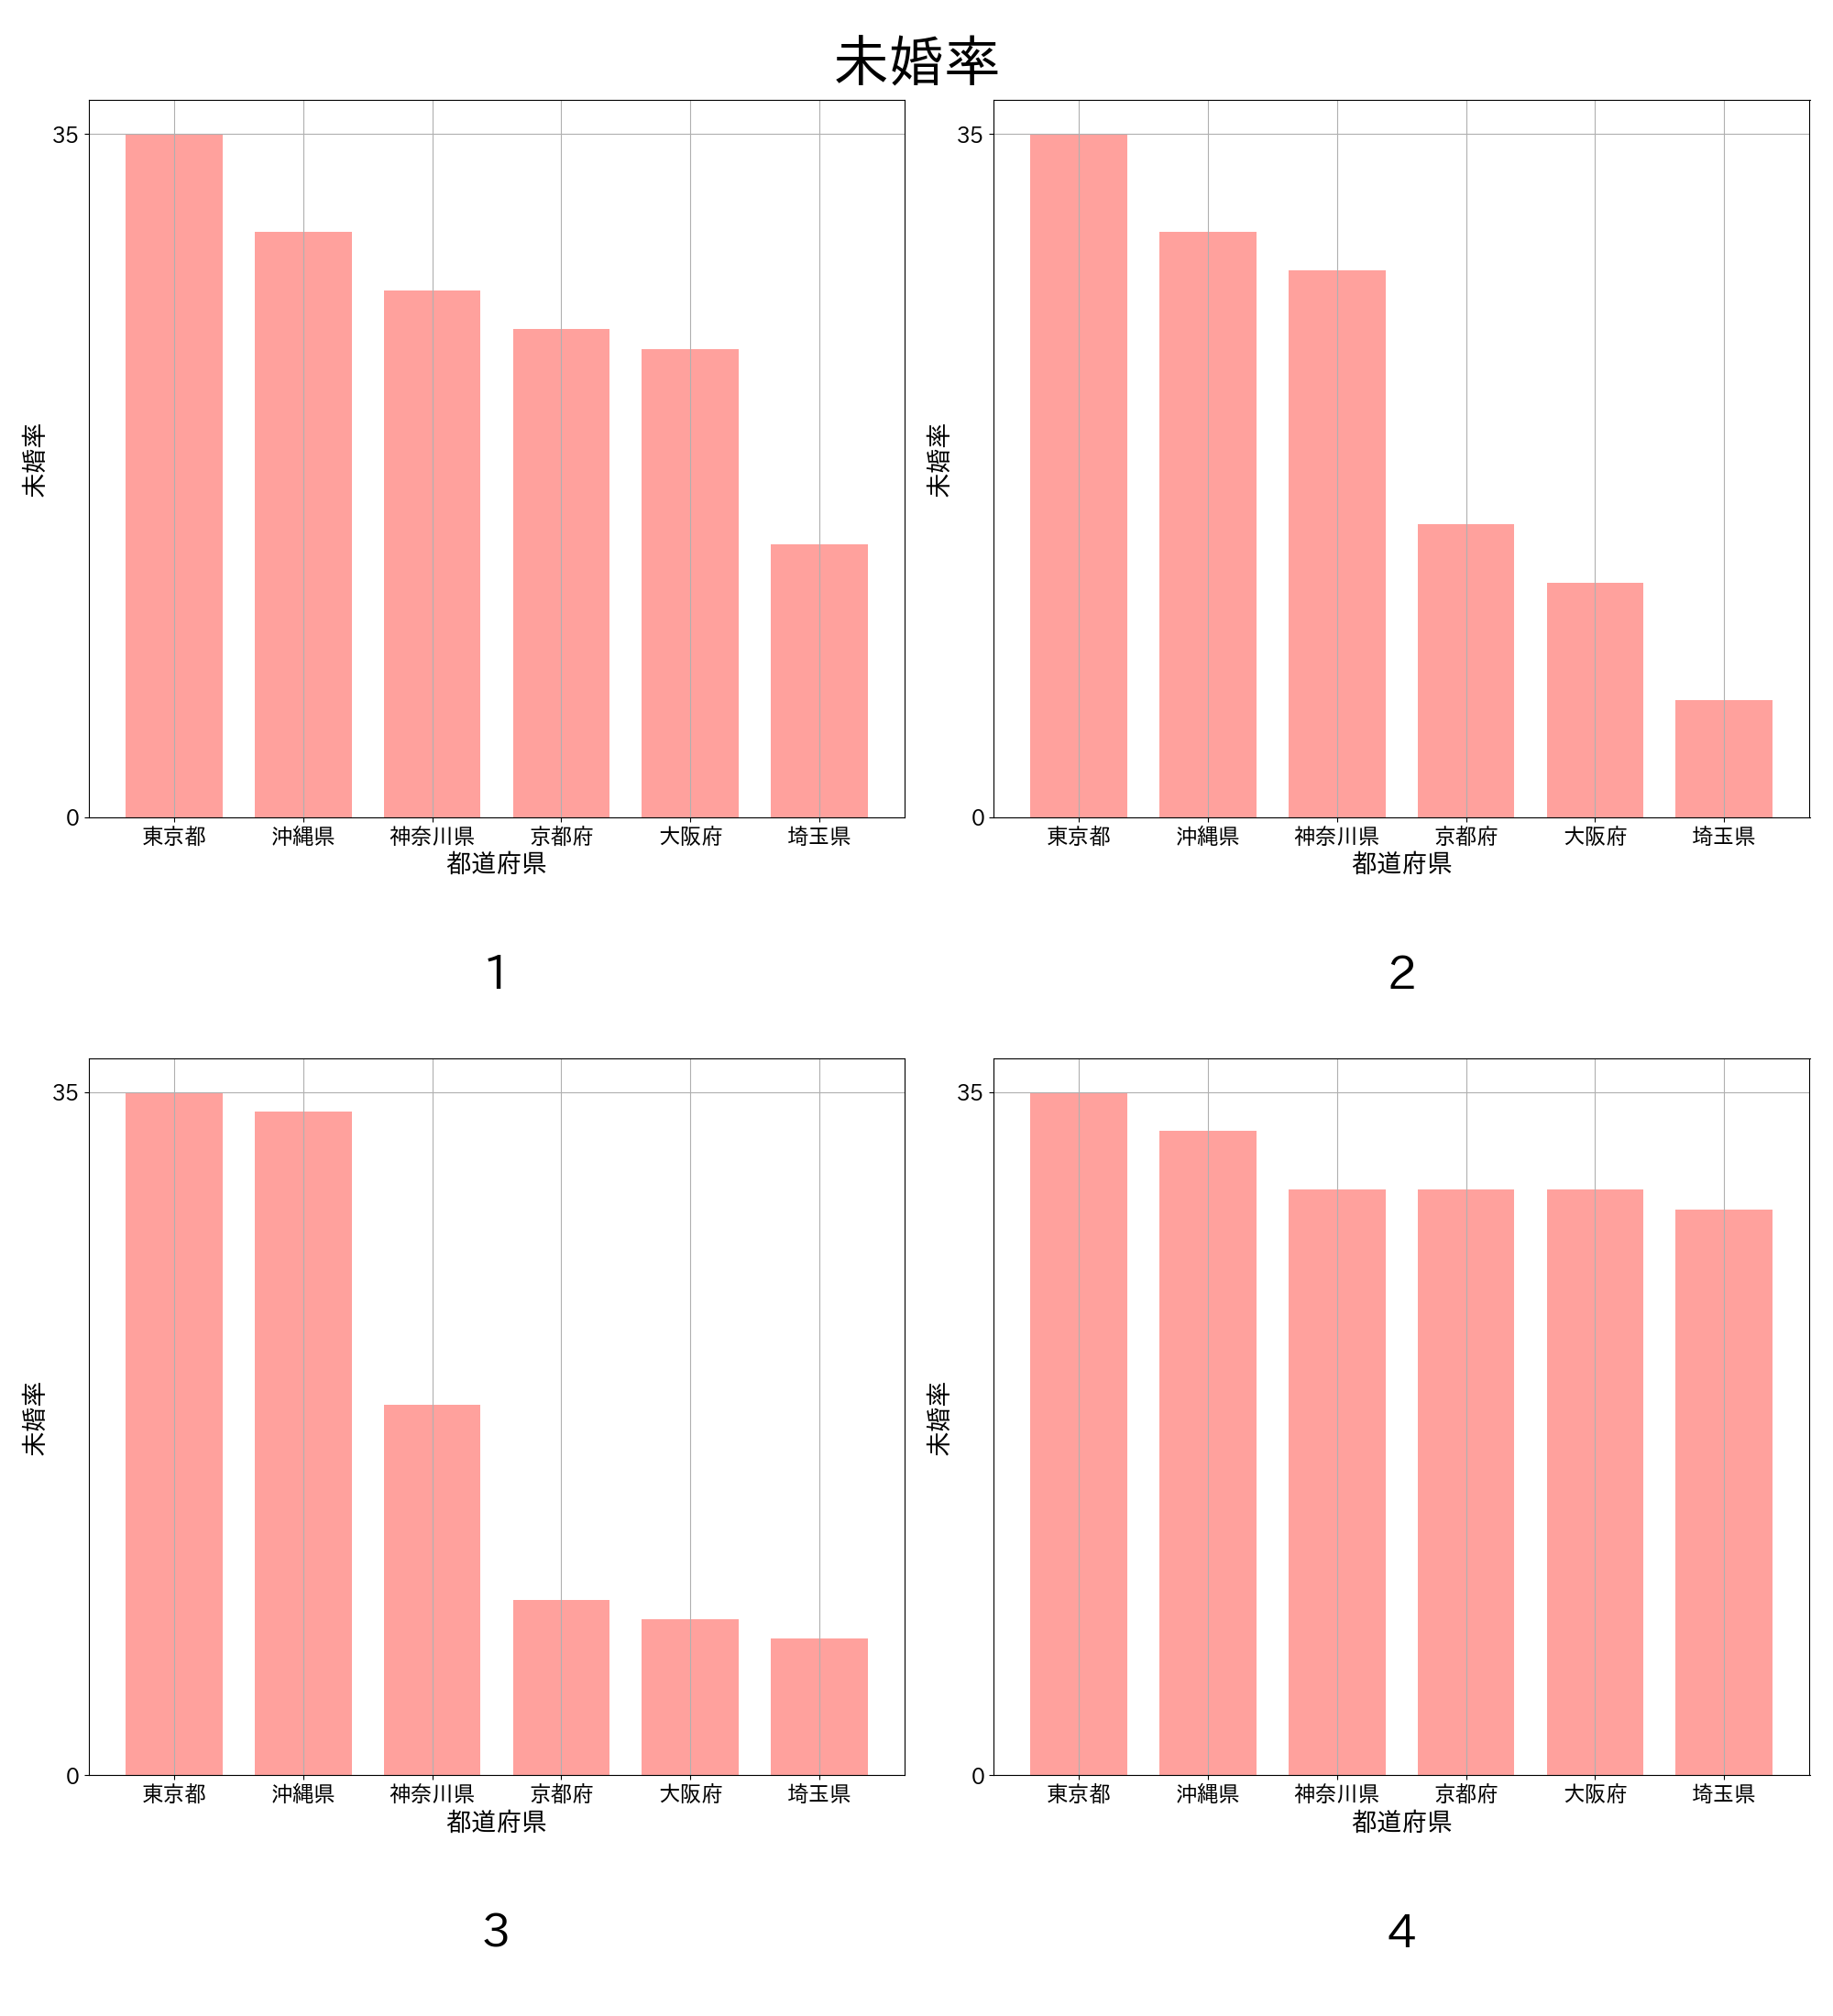 未婚率
35
0
未婚率
東京都 沖縄県 神奈川県 京都府 大阪府 埼玉県
都道府県
1
35
0
未婚率
東京都 沖縄県 神奈川県 京都府 大阪府 埼玉県
都道府県
2
35
0
未婚率
東京都 沖縄県 神奈川県 京都府 大阪府 埼玉県
都道府県
3
35
0
未婚率
東京都 沖縄県 神奈川県 京都府 大阪府 埼玉県
都道府県
4